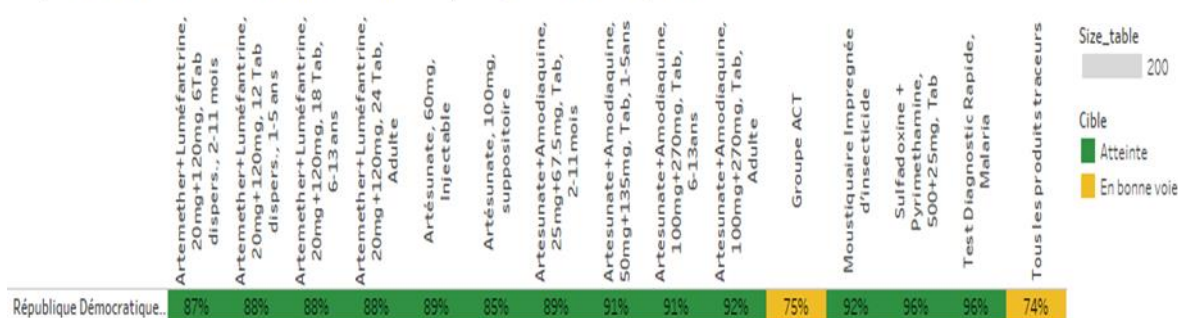 Artemether+Luméfantrine,
20mg+120mg, 6Tab
dispers., 2-11 mois
Artemether+Luméfantrine,
20mg+120mg, 12 Tab
dispers., 1-5 ans
Artemether+Luméfantrine,
20mg+120mg, 18 Tab,
6-13 ans
Artemether+Luméfantrine,
20mg+120mg, 24 Tab,
Adulte
Artésunate, 60mg,
Injectable
Artésunate, 100mg,
suppositoire
Artesunate+Amodiaquine,
25mg+67.5mg, Tab,
2-11mois
Artesunate+Amodiaquine,
50mg+135mg, Tab, 1-5ans
Artesunate+Amodiaquine,
100mg+270mg, Tab,
6-13ans
Artesunate+Amodiaquine,
100mg+270mg, Tab,
Adulte
Groupe ACT
Moustiquaire Impregnée
d'insecticide
Sulfadoxine +
Pyrimethamine,
500+25mg, Tab
Test Diagnostic Rapide,
Malaria
Tous les produits traceurs
République Démocratique.. 87% 88% 88% 88% 89% 85% 89% 91% 91% 92% 75% 92% 96% 96% 74%
Size_table
200
Cible
Atteinte
En bonne voie